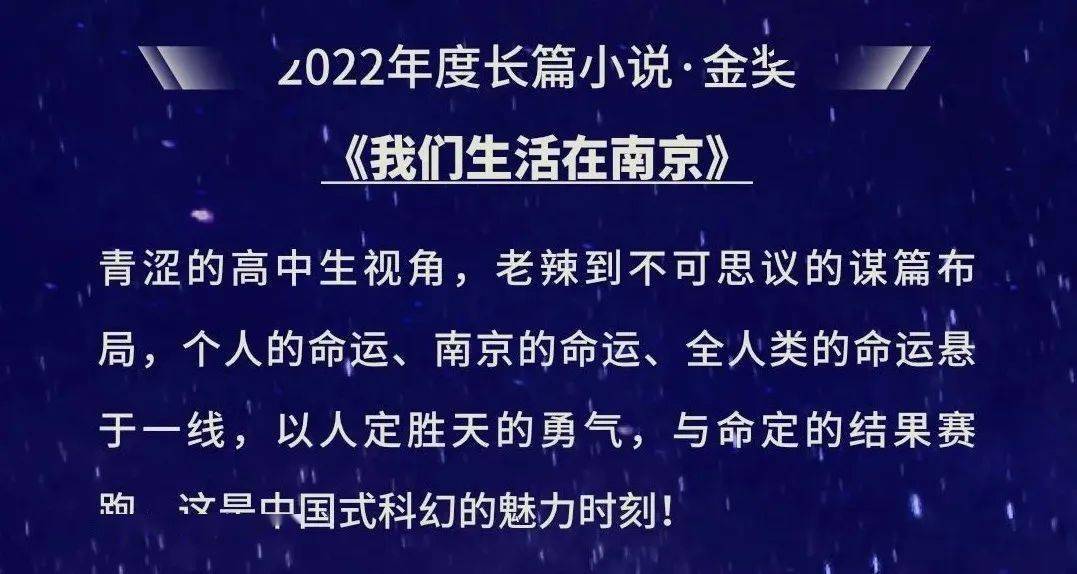 2022年度长篇小说·金奖
《我们生活在南京》
青涩的高中生视角，老辣到不可思议的谋篇布
局，个人的命运、南京的命运、全人类的命运悬
于一线，以人定胜天的勇气，与命定的结果赛
跑，这是中国式科幻的魅力时刻！